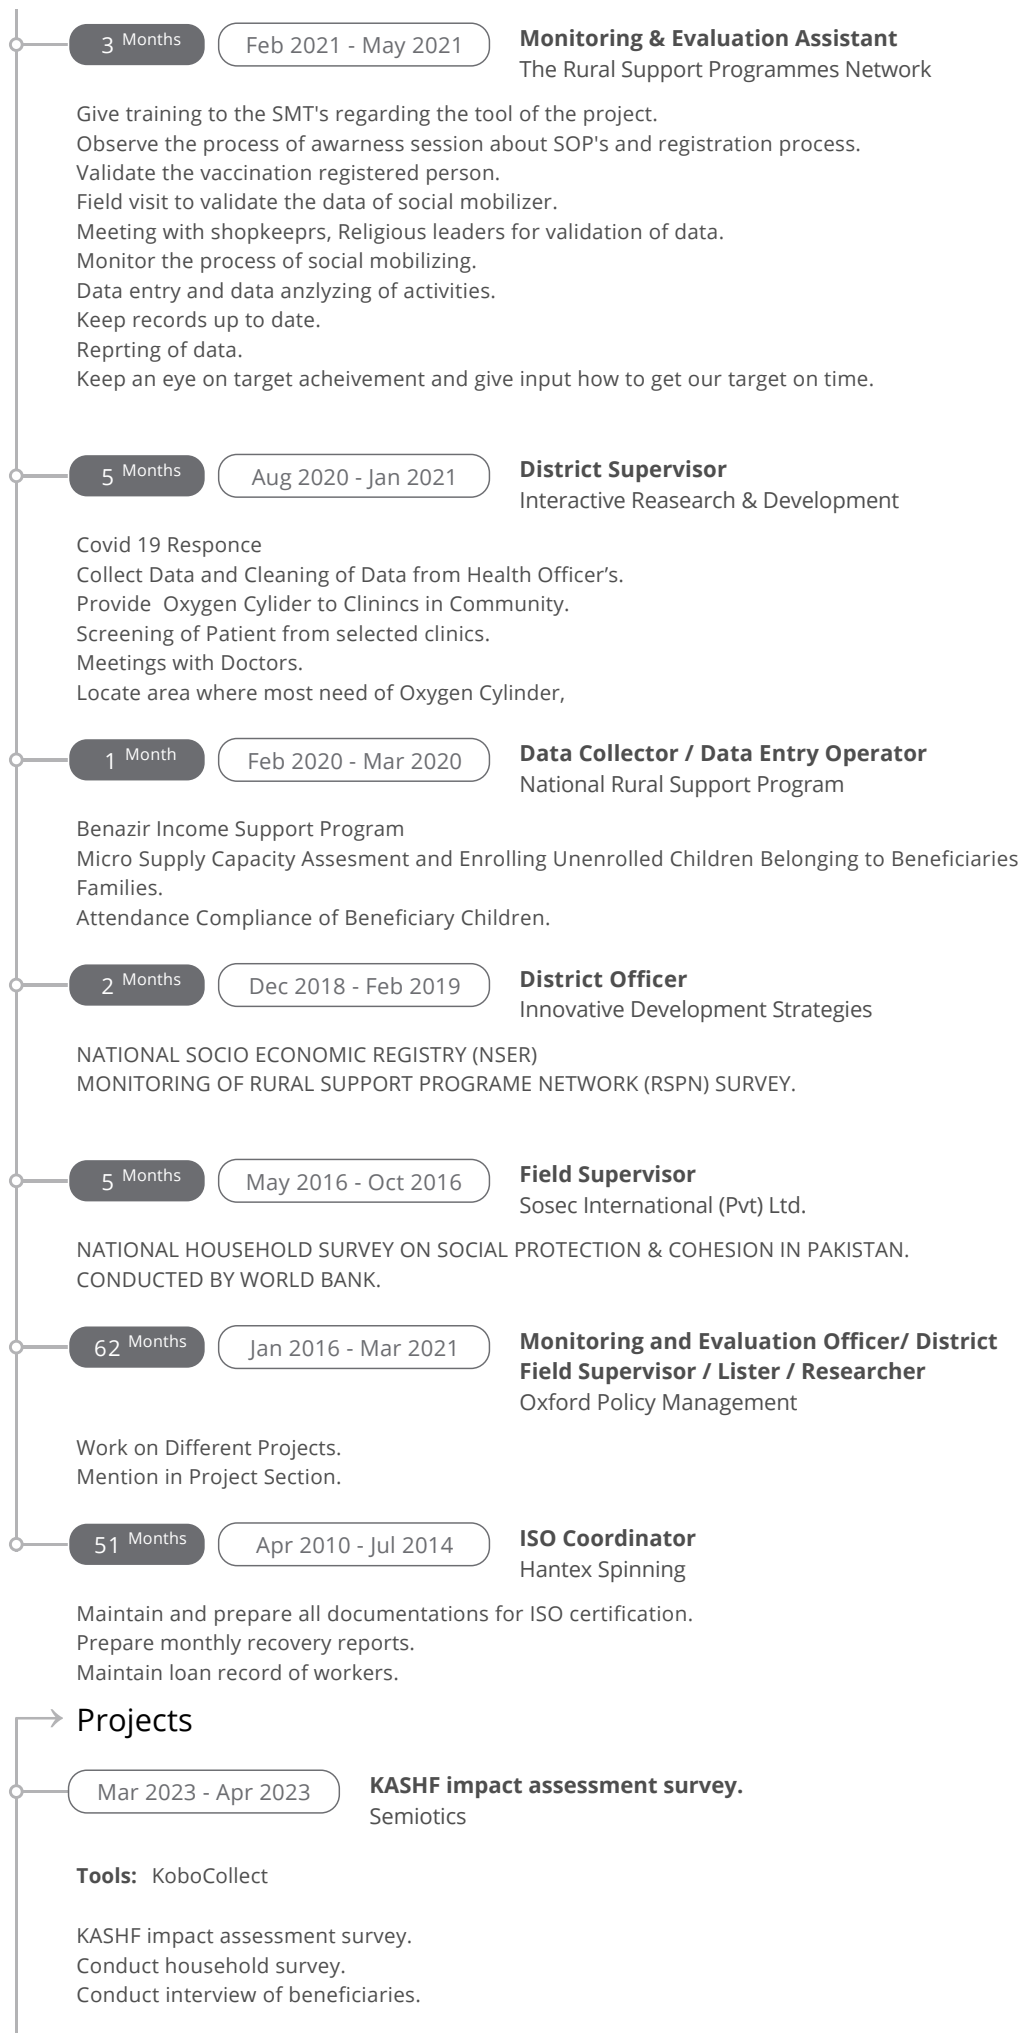 3 Months Feb 2021 - May 2021 Monitoring & Evaluation Assistant
The Rural Support Programmes Network
Give training to the SMT's regarding the tool of the project.
Observe the process of awarness session about SOP's and registration process.
Validate the vaccination registered person.
Field visit to validate the data of social mobilizer.
Meeting with shopkeeprs, Religious leaders for validation of data.
Monitor the process of social mobilizing.
Data entry and data anzlyzing of activities.
Keep records up to date.
Reprting of data.
Keep an eye on target acheivement and give input how to get our target on time.
5 Months Aug 2020 - Jan 2021 District Supervisor
Interactive Reasearch & Development
Covid 19 Responce
Collect Data and Cleaning of Data from Health Officer’s.
Provide  Oxygen Cylider to Clinincs in Community.
Screening of Patient from selected clinics.
Meetings with Doctors.
Locate area where most need of Oxygen Cylinder,
1 Month Feb 2020 - Mar 2020 Data Collector / Data Entry Operator
National Rural Support Program
Benazir Income Support Program
Micro Supply Capacity Assesment and Enrolling Unenrolled Children Belonging to Beneficiaries
Families.
Attendance Compliance of Beneficiary Children.
2 Months Dec 2018 - Feb 2019 District Officer
Innovative Development Strategies
NATIONAL SOCIO ECONOMIC REGISTRY (NSER)
MONITORING OF RURAL SUPPORT PROGRAME NETWORK (RSPN) SURVEY.
5 Months May 2016 - Oct 2016 Field Supervisor
Sosec International (Pvt) Ltd.
NATIONAL HOUSEHOLD SURVEY ON SOCIAL PROTECTION & COHESION IN PAKISTAN.
CONDUCTED BY WORLD BANK.
62 Months Jan 2016 - Mar 2021 Monitoring and Evaluation Officer/ District
Field Supervisor / Lister / Researcher
Oxford Policy Management
Work on Different Projects.
Mention in Project Section.
51 Months Apr 2010 - Jul 2014 ISO Coordinator
Hantex Spinning
Maintain and prepare all documentations for ISO certification.
Prepare monthly recovery reports.
Maintain loan record of workers.
Projects
Mar 2023 - Apr 2023 KASHF impact assessment survey.
Semiotics
Tools: KoboCollect
KASHF impact assessment survey.
Conduct household survey.
Conduct interview of beneficiaries.